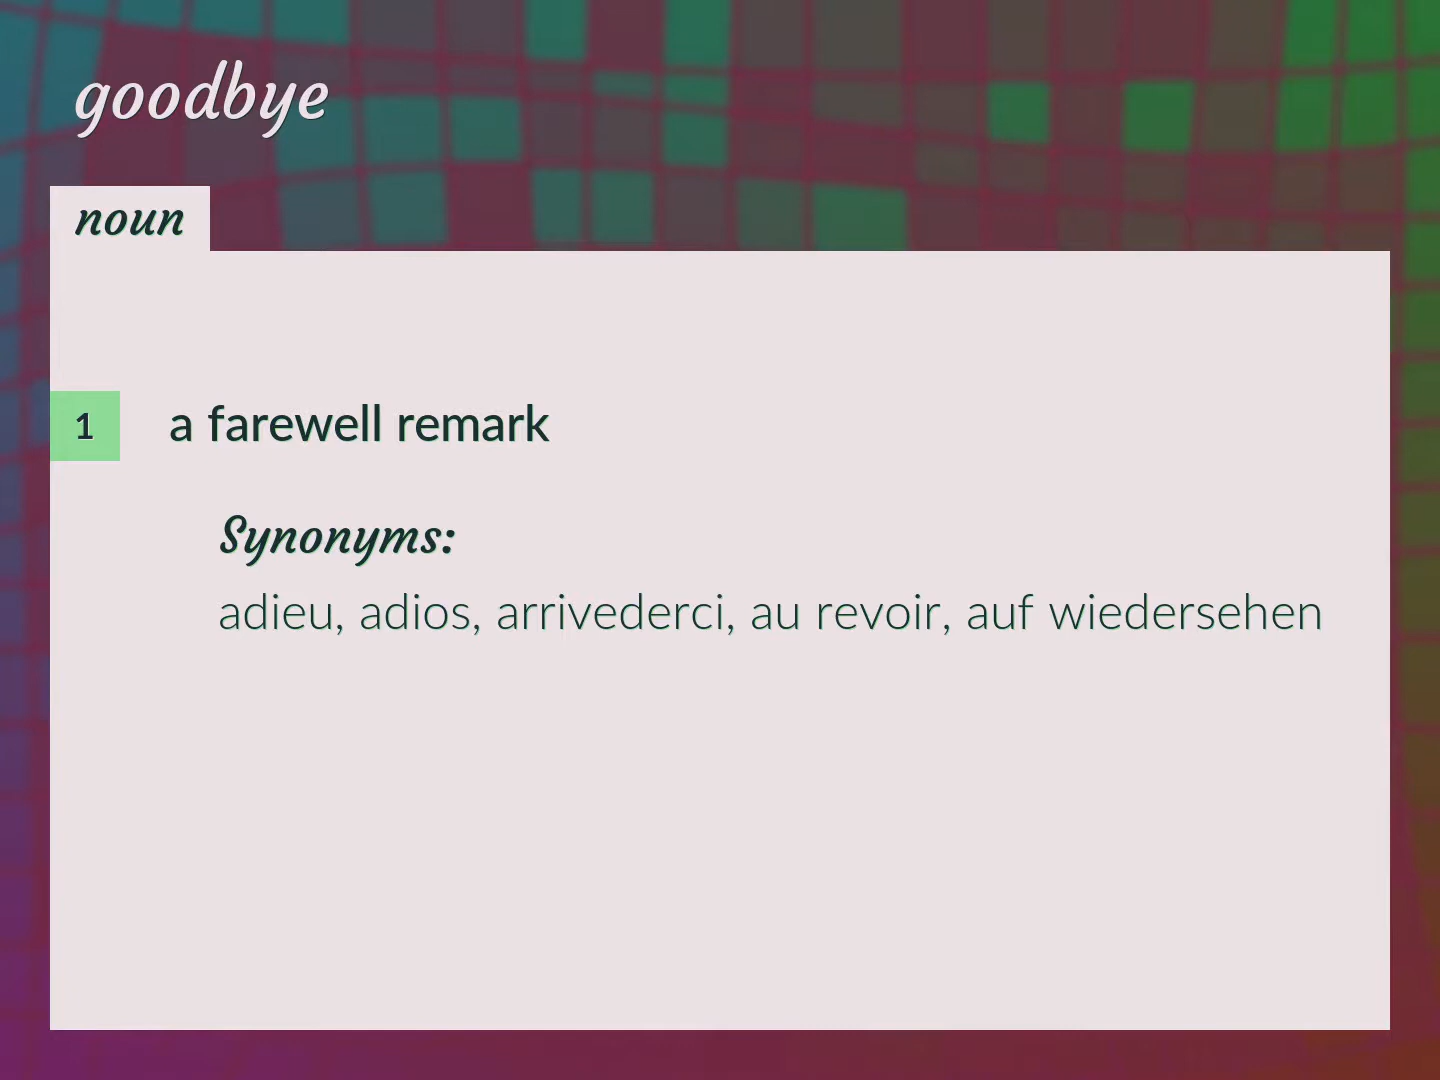 goodbye
noun
1 a farewell remark
Synonyms:
adieu, adios, arrivederci, au revoir, auf wiedersehen